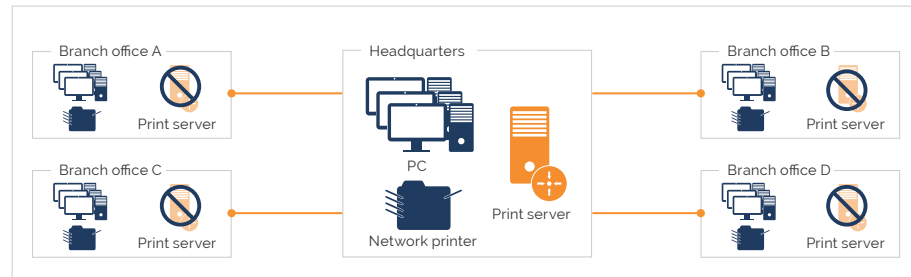 Branch office A
Print server
Headquarters
PC
Network printer
Print server
Branch office B
Print server
Branch office C
Print server
Branch office D
Print server